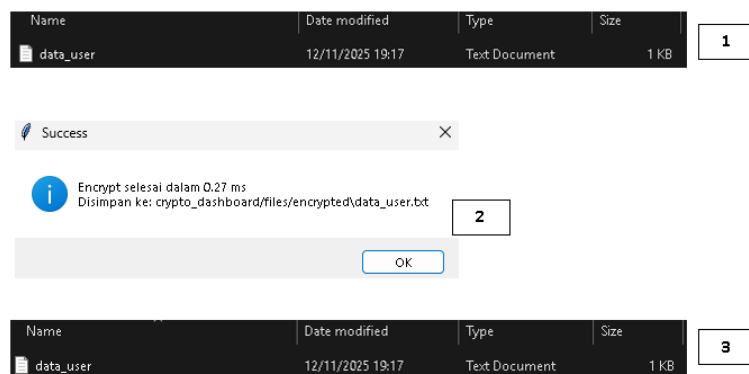 Name Date modified Type Size
data_user 12/11/2025 19:17 Text Document 1 KB
1
Success
Encrypt selesai dalam 0.27 ms
Disimpan ke: crypto_dashboard/files/encrypted\data_user.txt
2
OK
Name Date modified Type Size
data_user 12/11/2025 19:17 Text Document 1 KB
3